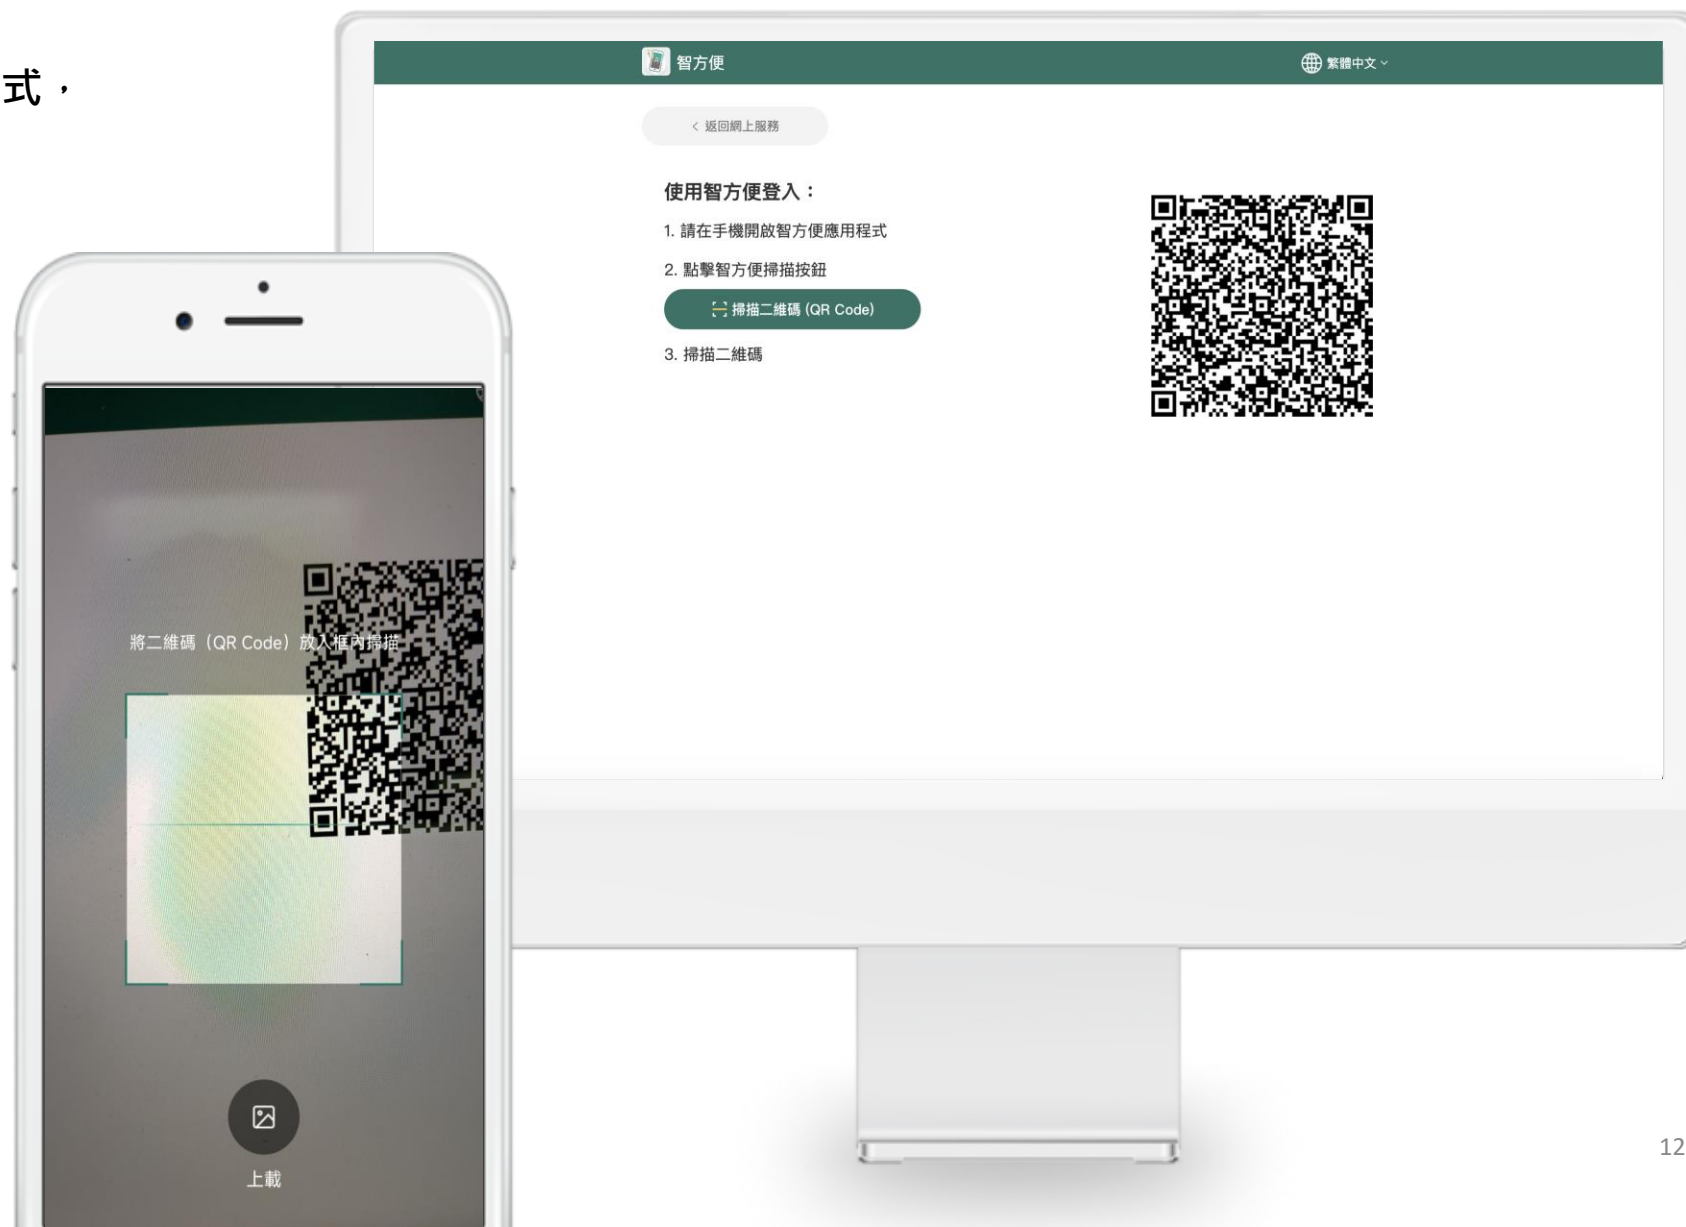 式，
智方便
繁體中文
返回網上服務
使用智方便登入：
1. 請在手機開啟智方便應用程式
2. 點擊智方便掃描按鈕
掃描二維碼 (QR Code)
3. 掃描二維碼
將二維碼（QR Code）放入框內掃描
上載
12